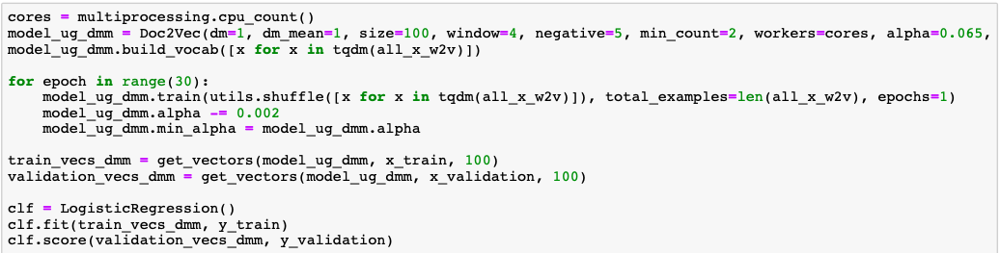 cores = multiprocessing.cpu_count()
model_ug_dmm = Doc2Vec(dm=1, dm_mean=1, size=100, window=4, negative=5, min_count=2, workers=cores, alpha=0.065,
model_ug_dmm.build_vocab([x for x in tqdm(all_x_w2v)])
for epoch in range(30):
    model_ug_dmm.train(utils.shuffle([x for x in tqdm(all_x_w2v)]), total_examples=len(all_x_w2v), epochs=1)
    model_ug_dmm.alpha -= 0.002
    model_ug_dmm.min_alpha = model_ug_dmm.alpha
train_vecs_dmm = get_vectors(model_ug_dmm, x_train, 100)
validation_vecs_dmm = get_vectors(model_ug_dmm, x_validation, 100)
clf = LogisticRegression()
clf.fit(train_vecs_dmm, y_train)
clf.score(validation_vecs_dmm, y_validation)